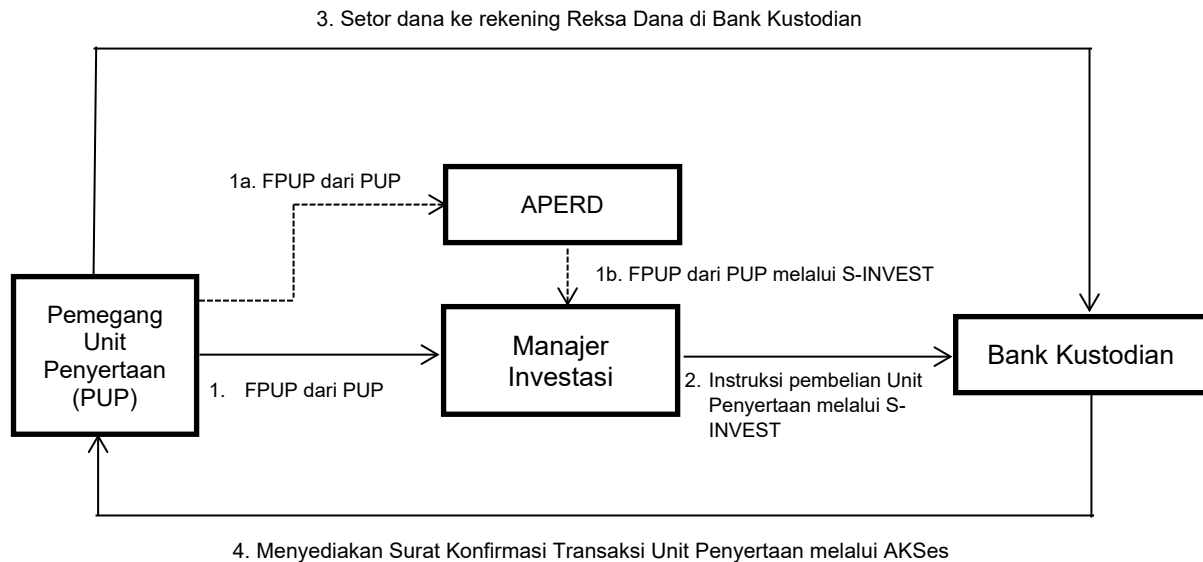 3. Setor dana ke rekening Reksa Dana di Bank Kustodian
1a. FPUP dari PUP
APERD
1b. FPUP dari PUP melalui S-INVEST
Pemegang
Unit
Penyertaan
(PUP)
Manajer
Investasi
Bank Kustodian
1. FPUP dari PUP
2. Instruksi pembelian Unit
Penyertaan melalui S-
INVEST
4. Menyediakan Surat Konfirmasi Transaksi Unit Penyertaan melalui AKSes